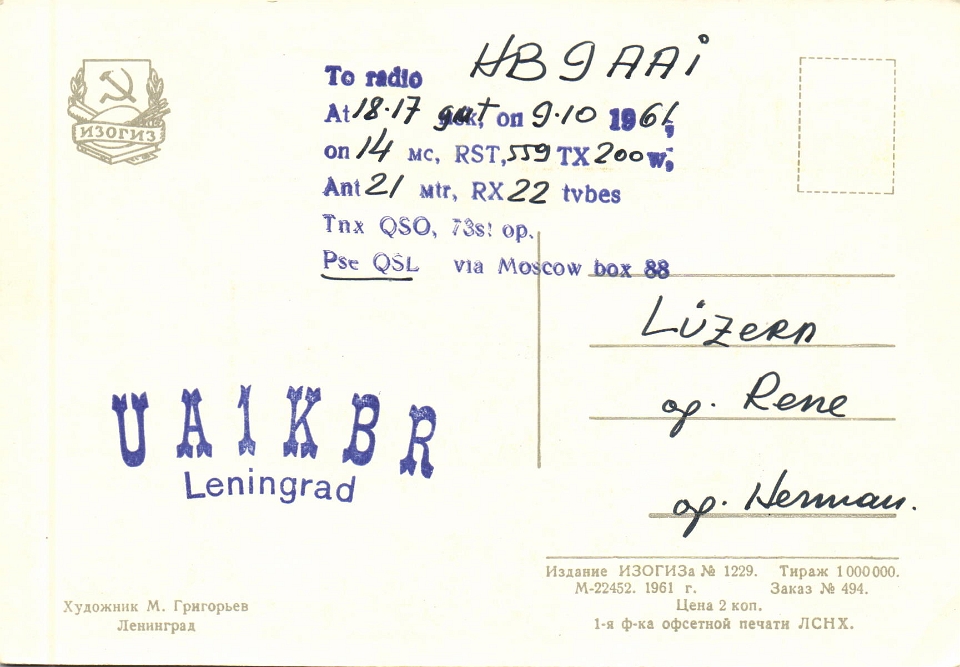 ИЗОГИЗ
To radio HB9AAi
At 18.17 gmt, on 9.10 1961,
on 14 мс, RST, 559 TX 200 w,
Ant 21 мtr, RX 22 tvbes
Tnx QSO, 73s! op.
Pse QSL via Moscow box 88
Lüzern
op. Rene
op. Herman.
UA1KBR
Leningrad
Издание ИЗОГИЗа № 1229. Тираж 1 000 000.
М-22452. 1961 г. Заказ № 494.
Цена 2 коп.
1-я ф-ка офсетной печати ЛСНХ.
Художник М. Григорьев
Ленинград